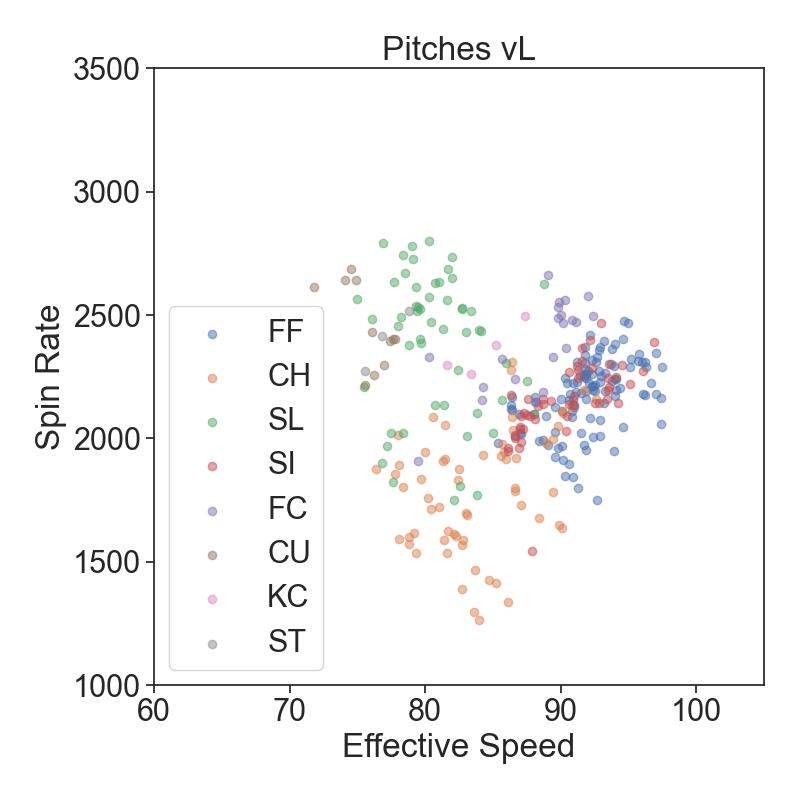 Pitches vL
3500
3000
2500
2000
1500
1000
Spin Rate
FF
CH
SL
SI
FC
CU
KC
ST
60 70 80 90 100
Effective Speed